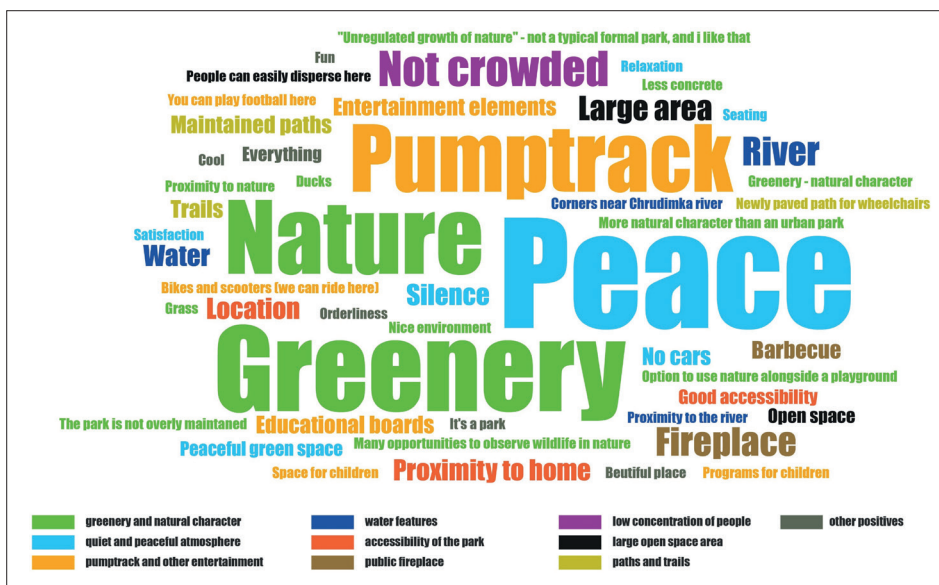 "Unregulated growth of nature" - not a typical formal park, and i like that
Fun
Not crowded
Relaxation
People can easily disperse here
Less concrete
You can play football here
Entertainment elements
Large area
Seating
Maintained paths
Pumptrack
River
Cool
Everything
Proximity to nature
Ducks
Greenery - natural character
Trails
Nature
Corners near Chrudimka river
Newly paved path for wheelchairs
More natural character than an urban park
Satisfaction
Water
Peace
Bikes and scooters (we can ride here)
Silence
Grass
Location
Orderliness
Nice environment
Greenery
No cars
Barbecue
Option to use nature alongside a playground
Good accessibility
The park is not overly maintaned
Educational boards
It's a park
Proximity to the river
Open space
Peaceful green space
Many opportunities to observe wildlife in nature
Fireplace
Space for children
Proximity to home
Beutiful place
Programs for children
greenery and natural character
water features
low concentration of people
other positives
quiet and peaceful atmosphere
accessibility of the park
large open space area
pumptrack and other entertainment
public fireplace
paths and trails